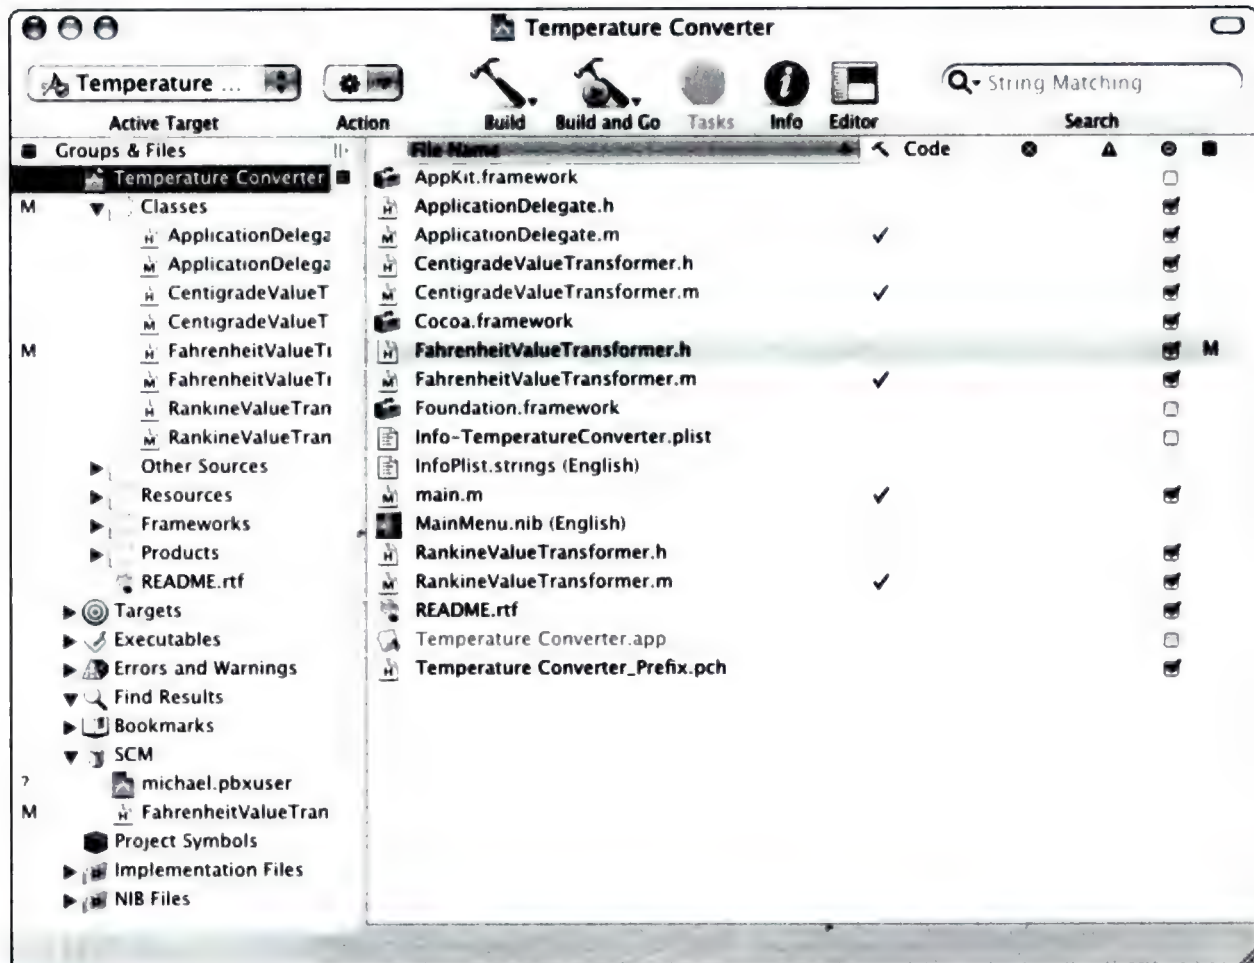 Temperature Converter
Temperature ...
String Matching
Active Target
Action
Build
Build and Go
Tasks
Info
Editor
Search
Groups & Files
Temperature Converter
M Classes
ApplicationDelega
ApplicationDelega
CentigradeValueT
CentigradeValueT
M FahrenheitValueTr
FahrenheitValueTr
RankineValueTran
RankineValueTran
Other Sources
Resources
Frameworks
Products
README.rtf
Targets
Executables
Errors and Warnings
Find Results
Bookmarks
SCM
? michael.pbxuser
M FahrenheitValueTran
Project Symbols
Implementation Files
NIB Files
File Name Code
AppKit.framework
ApplicationDelegate.h
ApplicationDelegate.m
CentigradeValueTransformer.h
CentigradeValueTransformer.m
Cocoa.framework
FahrenheitValueTransformer.h M
FahrenheitValueTransformer.m
Foundation.framework
Info-TemperatureConverter.plist
InfoPlist.strings (English)
main.m
MainMenu.nib (English)
RankineValueTransformer.h
RankineValueTransformer.m
README.rtf
Temperature Converter.app
Temperature Converter_Prefix.pch